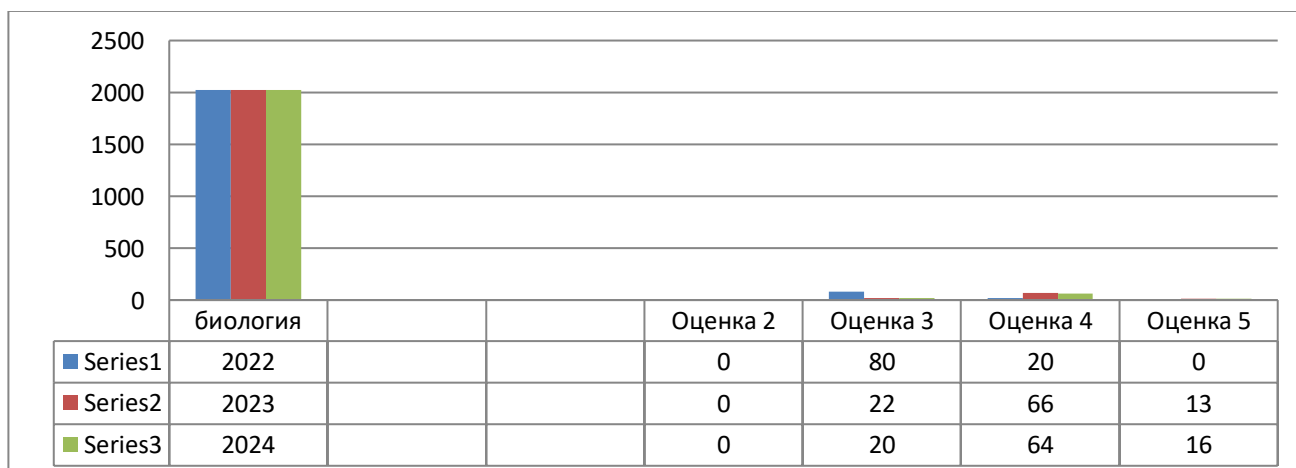 2500
2000
1500
1000
500
0
биология Оценка 2 Оценка 3 Оценка 4 Оценка 5
Series1 2022 0 80 20 0
Series2 2023 0 22 66 13
Series3 2024 0 20 64 16